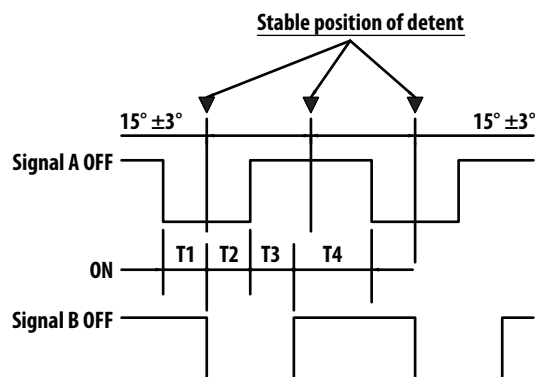 Stable position of detent
15° ±3° 15° ±3°
Signal A OFF
T1 T2 T3 T4
ON
Signal B OFF